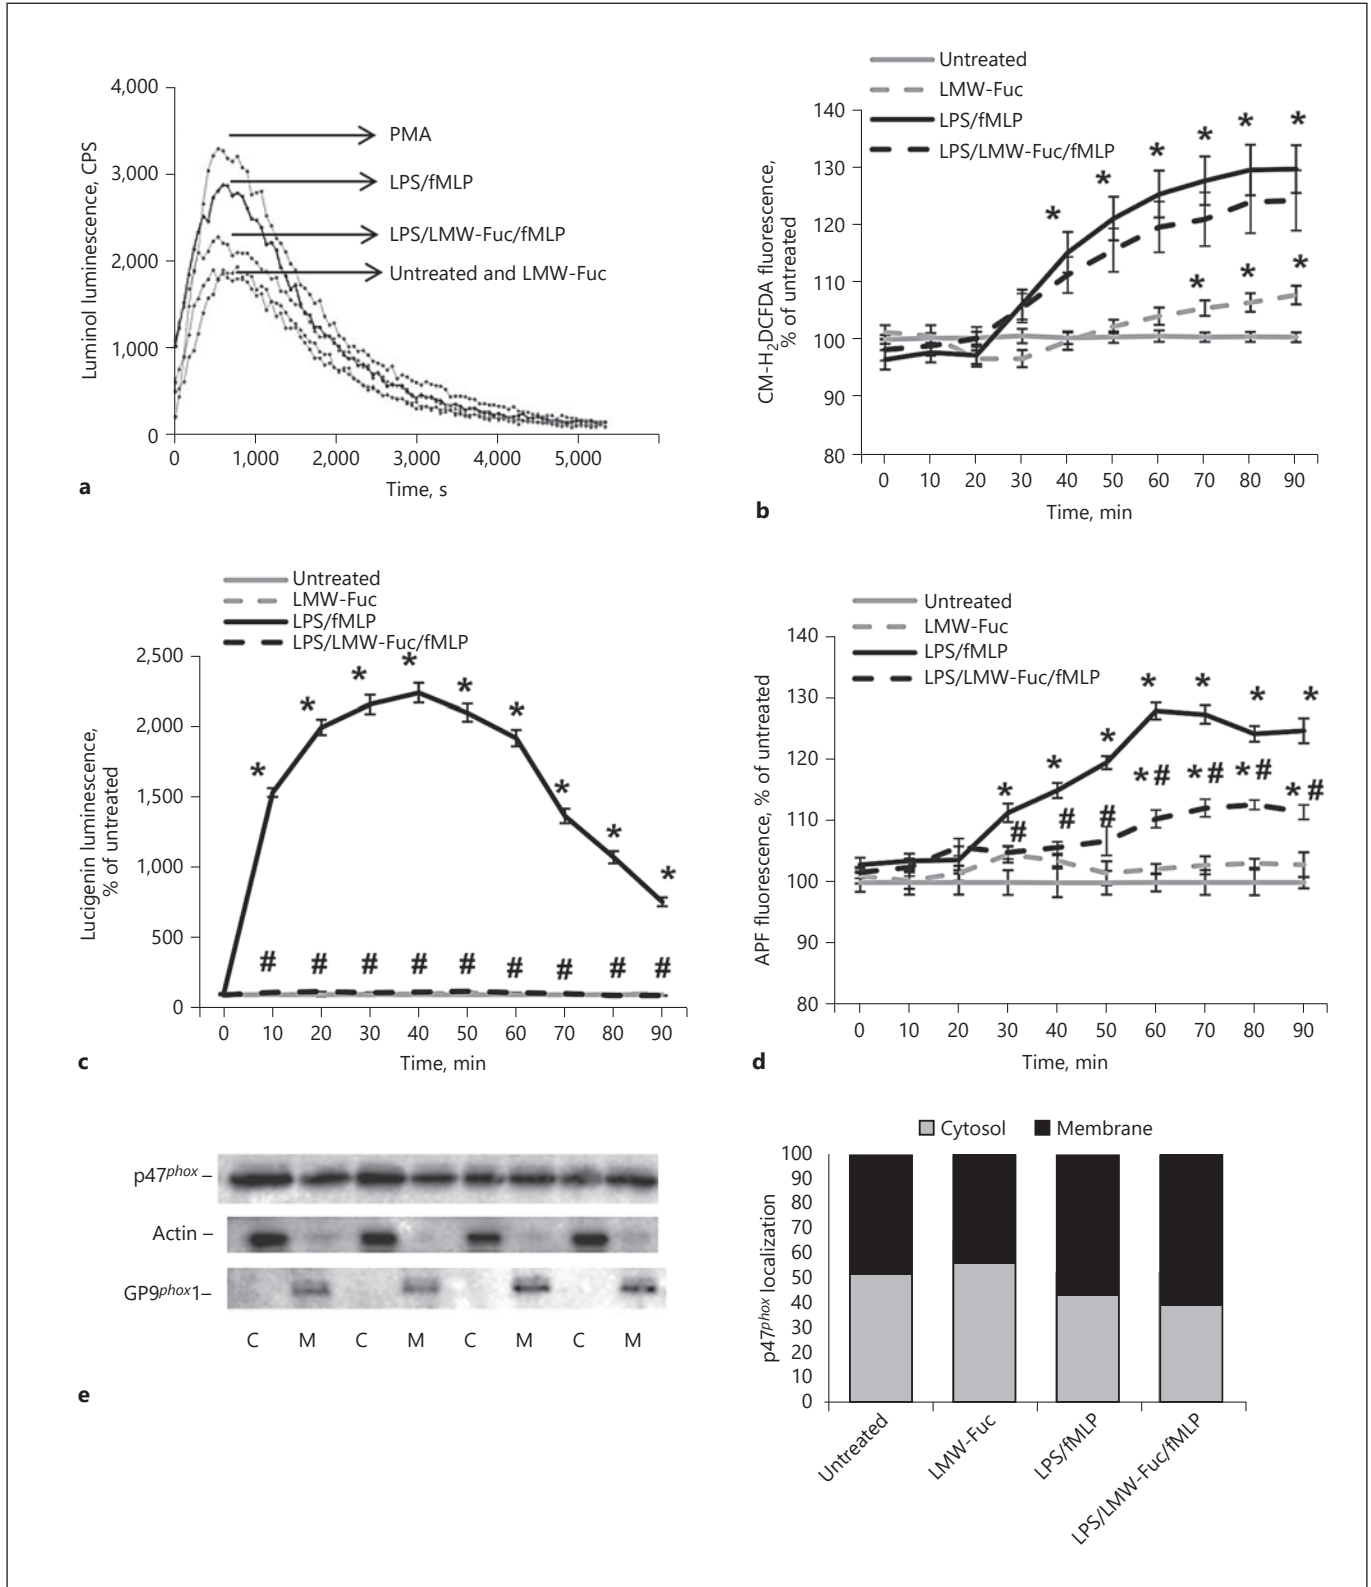 4,000
3,000
2,000
1,000
0
Luminol luminescence, CPS
PMA
LPS/fMLP
LPS/LMW-Fuc/fMLP
Untreated and LMW-Fuc
0 1,000 2,000 3,000 4,000 5,000
Time, s
a
Untreated
LMW-Fuc
LPS/fMLP
LPS/LMW-Fuc/fMLP
140
130
120
110
100
90
80
CM-H2DCFDA fluorescence,
% of untreated
* * * * * *
* * *
0 10 20 30 40 50 60 70 80 90
Time, min
b
Untreated
LMW-Fuc
LPS/fMLP
LPS/LMW-Fuc/fMLP
2,500
2,000
1,500
1,000
500
0
Lucigenin luminescence,
% of untreated
* * * * * * * * *
# # # # # # # # #
0 10 20 30 40 50 60 70 80 90
Time, min
c
Untreated
LMW-Fuc
LPS/fMLP
LPS/LMW-Fuc/fMLP
140
130
120
110
100
90
80
APF fluorescence, % of untreated
* * * * * * *
# # # *# *# *# *#
0 10 20 30 40 50 60 70 80 90
Time, min
d
p47phox –
Actin –
GP9phox1–
C M C M C M C M
e
Cytosol Membrane
100
90
80
70
60
50
40
30
20
10
0
p47phox localization
Untreated
LMW-Fuc
LPS/fMLP
LPS/LMW-Fuc/fMLP